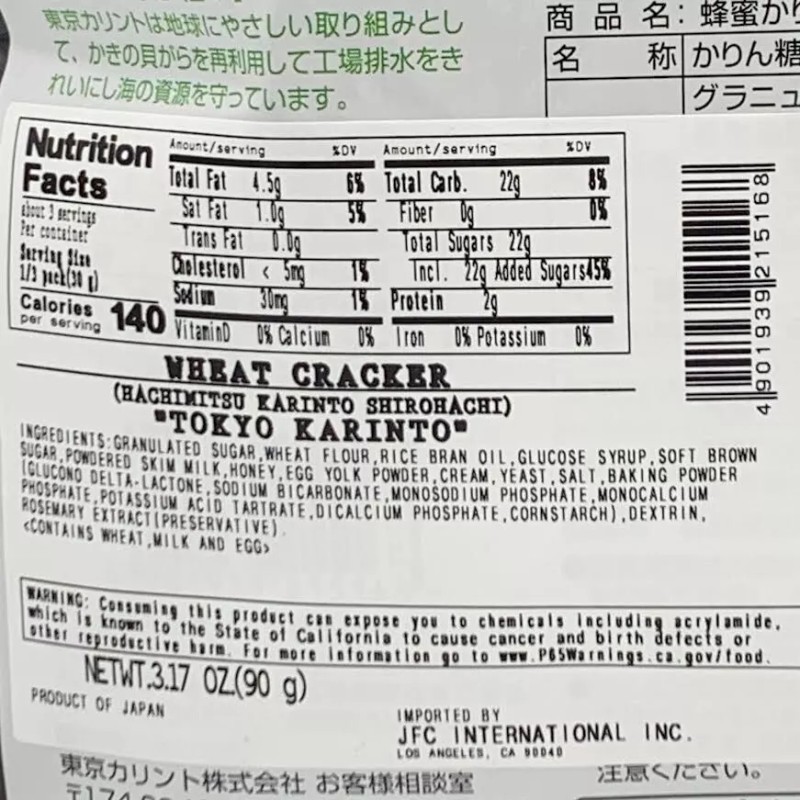 東京カリントは地球にやさしい取り組みとし
て、かきの貝がらを再利用して工場排水をき
れいにし海の資源を守っています。
商品名: 蜂蜜か
名 称 かりん糖
グラニュ
Nutrition Facts
about 3 servings
Per container
Serving Size
1/3 pack(30 g)
Calories 140
per serving
Amount/serving %DV
Total Fat 4.5g 6%
Sat Fat 1.0g 5%
Trans Fat 0.0g
Cholesterol < 5mg 1%
Sodium 30mg 1%
Amount/serving %DV
Total Carb. 22g 8%
Fiber 0g 0%
Total Sugars 22g
Incl. 22g Added Sugars 45%
Protein 2g
VitaminD 0% Calcium 0% Iron 0% Potassium 0%
4 901939 215168
WHEAT CRACKER
(HACHIMITSU KARINTO SHIROHACHI)
"TOKYO KARINTO"
INGREDIENTS:GRANULATED SUGAR,WHEAT FLOUR,RICE BRAN OIL,GLUCOSE SYRUP,SOFT BROWN
SUGAR,POWDERED SKIM MILK,HONEY,EGG YOLK POWDER,CREAM,YEAST,SALT,BAKING POWDER
(GLUCONO DELTA-LACTONE,SODIUM BICARBONATE,MONOSODIUM PHOSPHATE,MONOCALCIUM
PHOSPHATE,POTASSIUM ACID TARTRATE,DICALCIUM PHOSPHATE,CORNSTARCH),DEXTRIN,
ROSEMARY EXTRACT(PRESERVATIVE).
<CONTAINS WHEAT,MILK AND EGG>
WARNING: Consuming this product can expose you to chemicals including acrylamide,
which is known to the State of California to cause cancer and birth defects or
other reproductive harm. For more information go to www.P65Warnings.ca.gov/food.
NETWT.3.17 OZ.(90 g)
PRODUCT OF JAPAN
IMPORTED BY
JFC INTERNATIONAL INC.
LOS ANGELES, CA 90040
東京カリント株式会社 お客様相談室
注意ください。